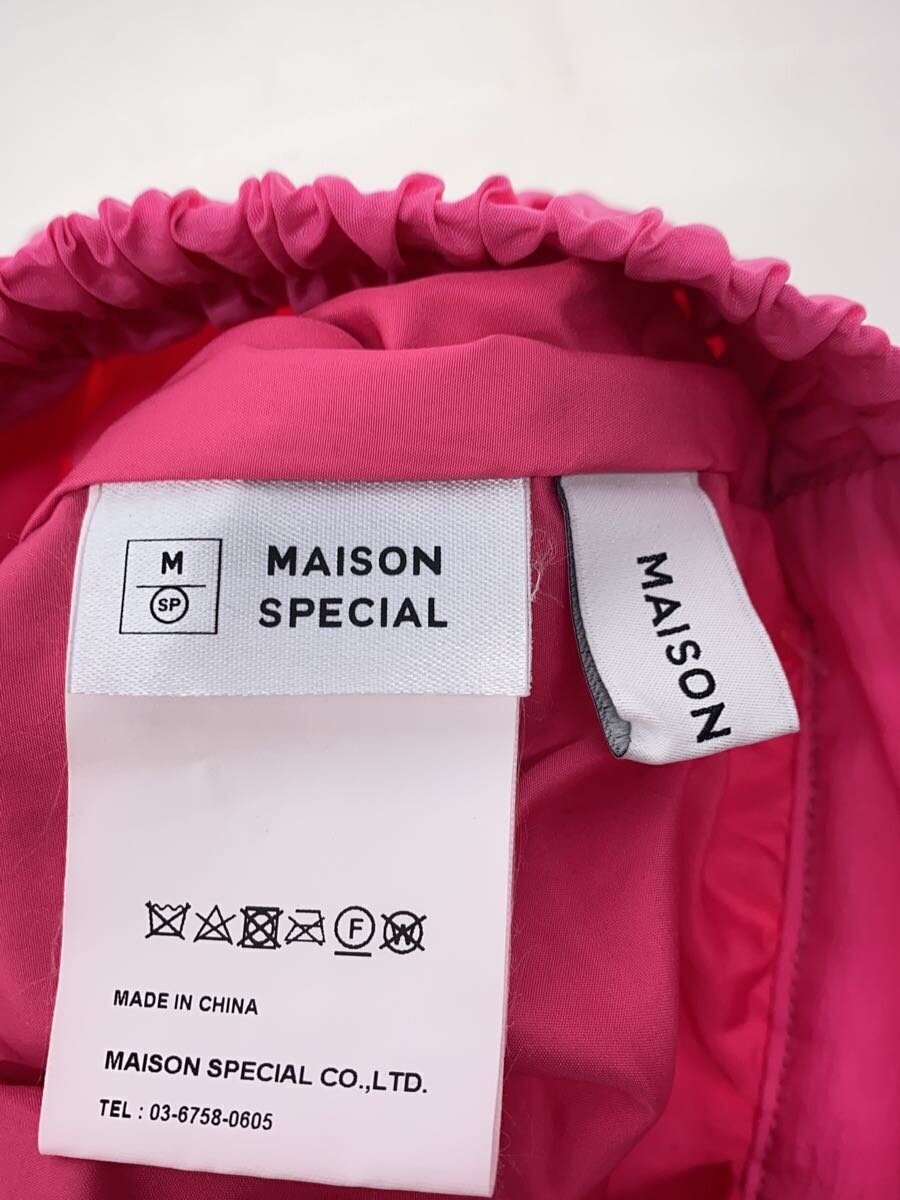 M
SP
MAISON
SPECIAL
MAISON
F
W
MADE IN CHINA
MAISON SPECIAL CO.,LTD.
TEL : 03-6758-0605